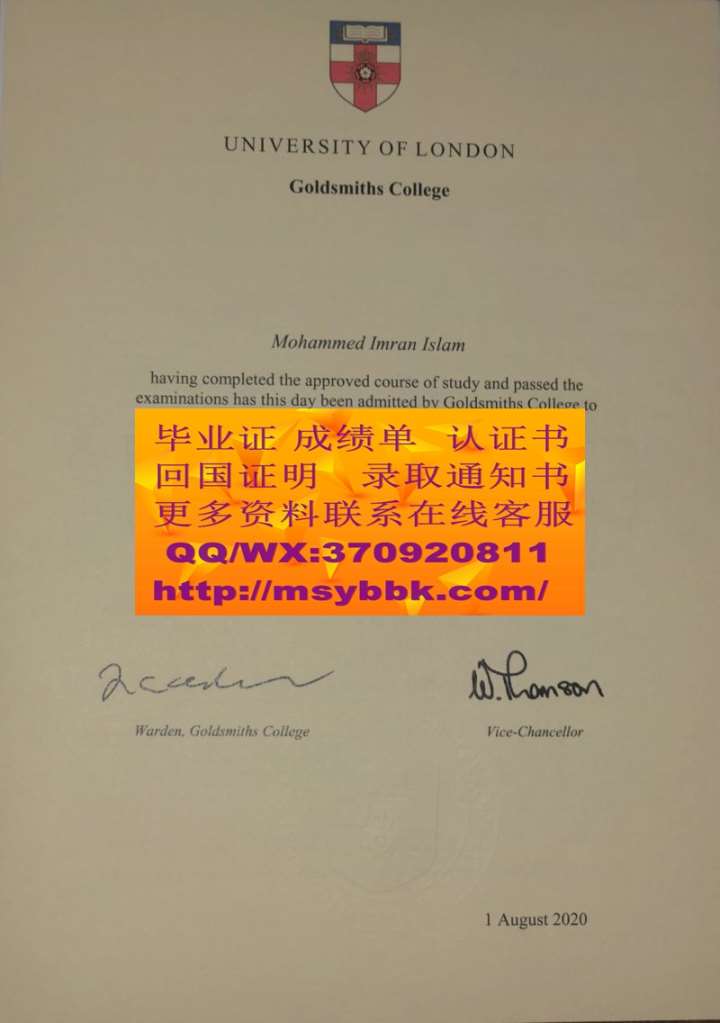 UNIVERSITY OF LONDON
Goldsmiths College
Mohammed Imran Islam
having completed the approved course of study and passed the
examinations has this day been admitted by Goldsmiths College to
毕业证 成绩单 认证书
回国证明 录取通知书
更多资料联系在线客服
QQ/WX:370920811
http://msybbk.com/
W. Thomson
Warden, Goldsmiths College
Vice-Chancellor
1 August 2020